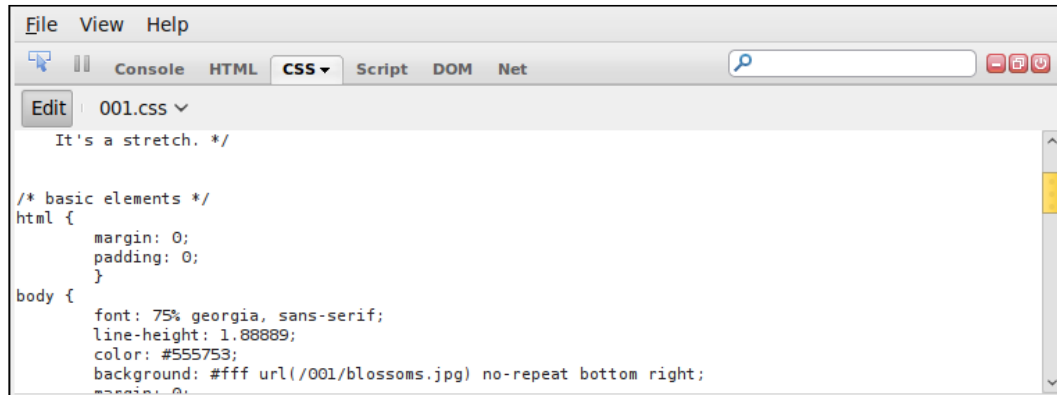 File View Help
Console HTML CSS Script DOM Net
Edit 001.css
It's a stretch. */
/* basic elements */
html {
margin: 0;
padding: 0;
}
body {
font: 75% georgia, sans-serif;
line-height: 1.88889;
color: #555753;
background: #fff url(/001/blossoms.jpg) no-repeat bottom right;
margin: 0;